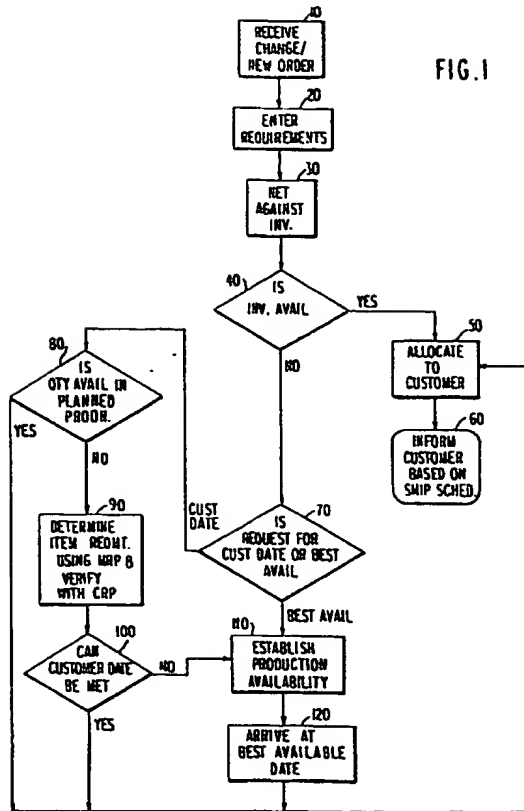 FIG.1
10
RECEIVE
CHANGE/
NEW ORDER
20
ENTER
REQUIREMENTS
30
NET
AGAINST
INV.
40
IS
INV. AVAIL
YES
NO
50
ALLOCATE
TO
CUSTOMER
60
INFORM
CUSTOMER
BASED ON
SHIP SCHED.
70
IS
REQUEST FOR
CUST DATE OR BEST
AVAIL
CUST
DATE
BEST AVAIL
80
IS
QTY AVAIL IN
PLANNED
PRODN.
YES
NO
90
DETERMINE
ITEM REQMT.
USING MRP &
VERIFY
WITH CRP
100
CAN
CUSTOMER DATE
BE MET
NO
YES
110
ESTABLISH
PRODUCTION
AVAILABILITY
120
ARRIVE AT
BEST AVAILABLE
DATE